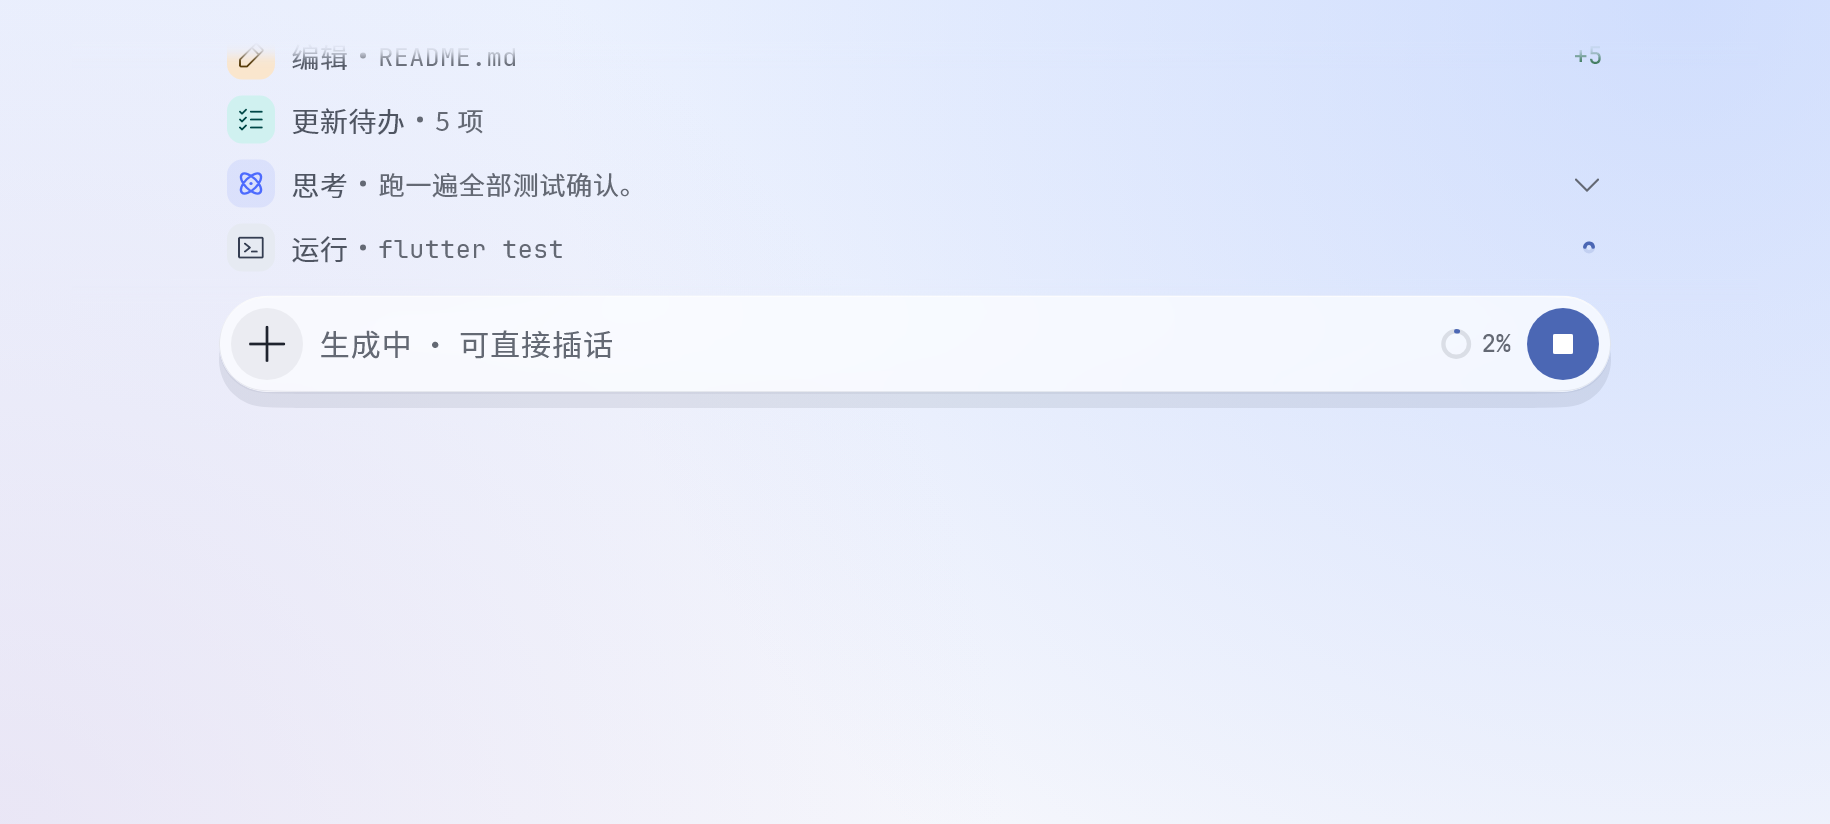 编辑 • README.md +5
更新待办 • 5 项
思考 • 跑一遍全部测试确认。
运行 • flutter test
生成中 • 可直接插话 2%